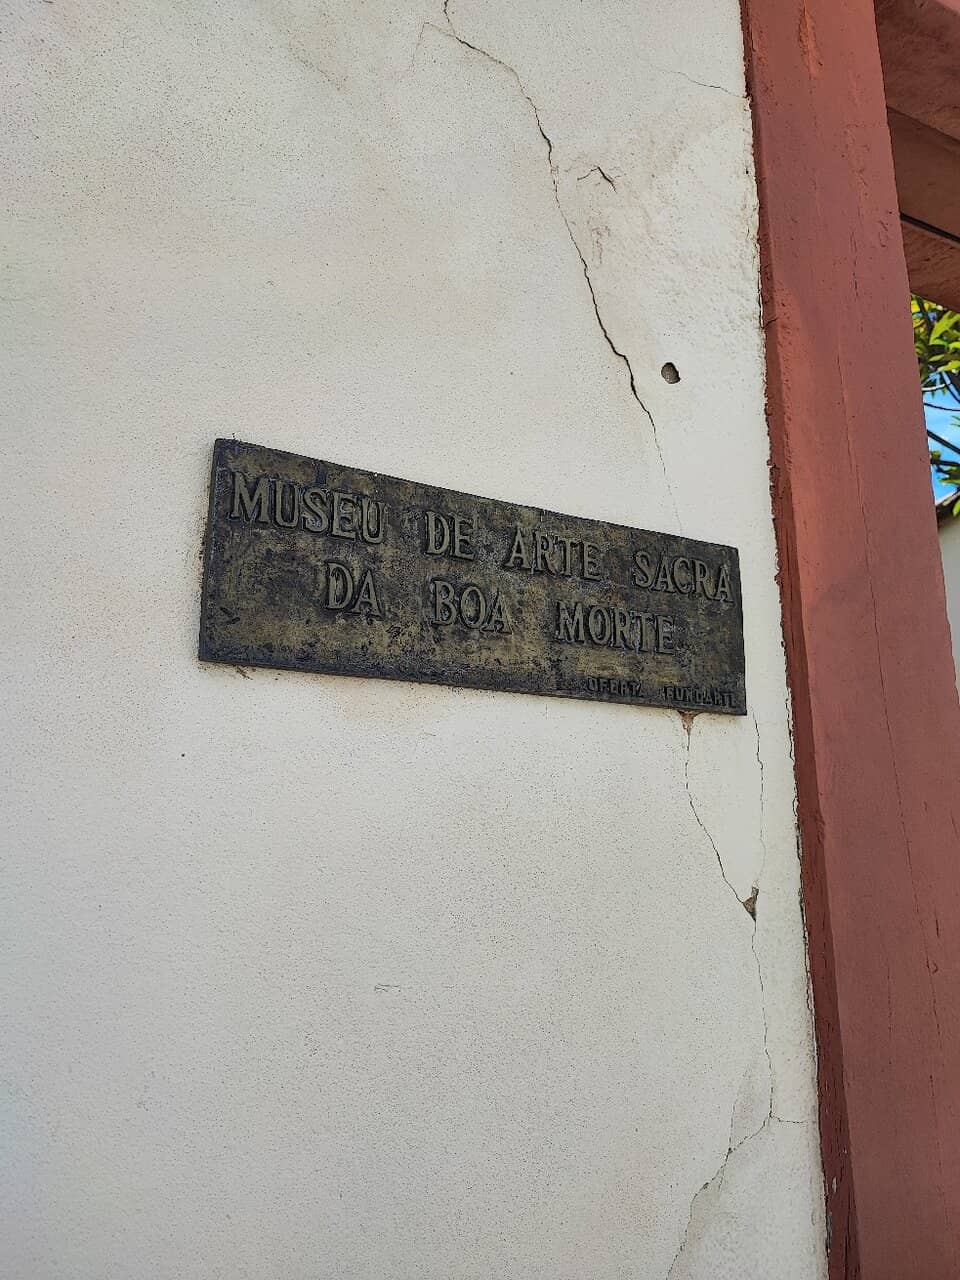 MUSEU DE ARTE SACRA
DA BOA MORTE
OFERTA FUNDARTE